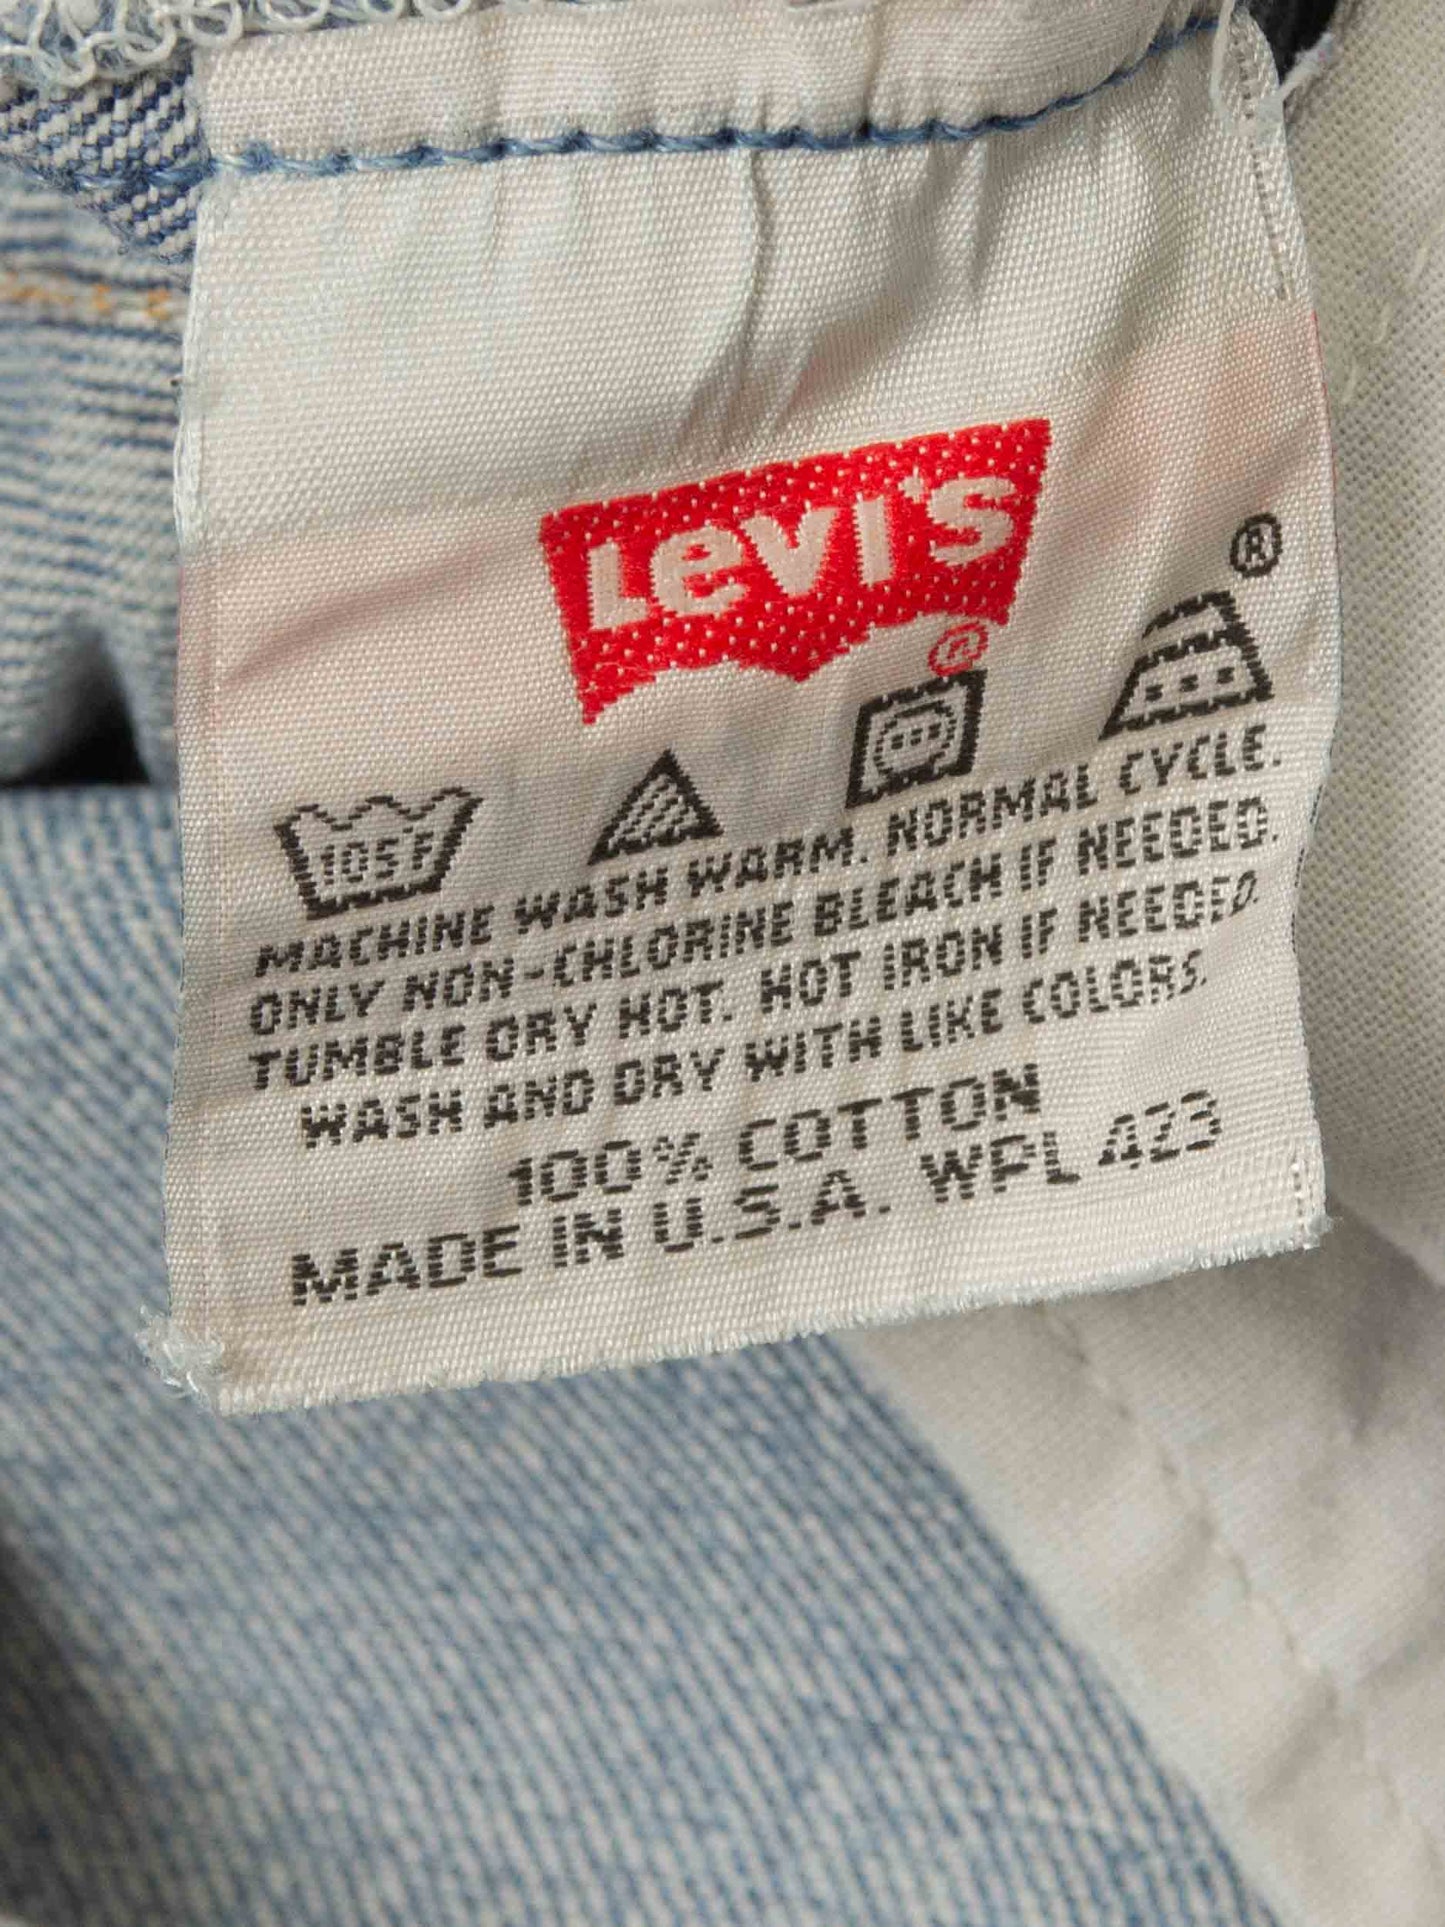 Levi's
®
®
105°F
MACHINE WASH WARM. NORMAL CYCLE.
ONLY NON-CHLORINE BLEACH IF NEEDED.
TUMBLE DRY HOT. HOT IRON IF NEEDED.
WASH AND DRY WITH LIKE COLORS.
100% COTTON
MADE IN U.S.A. WPL 423